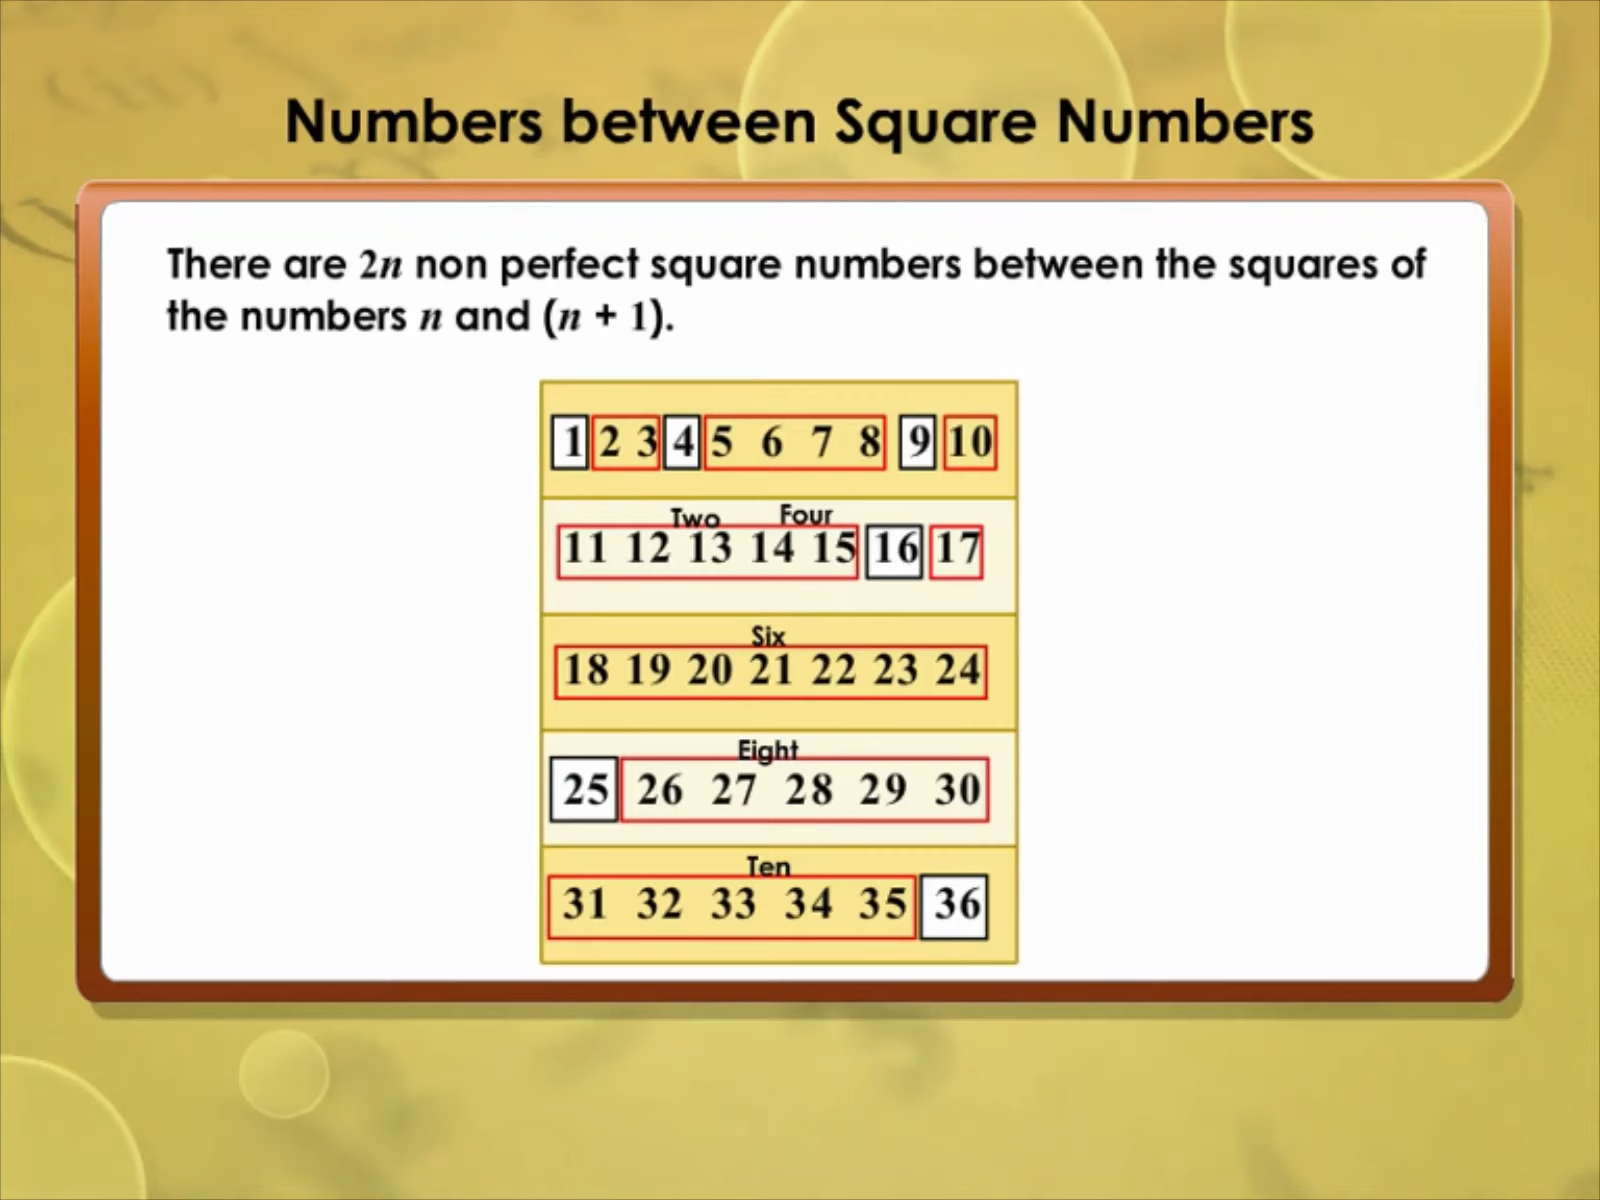 Numbers between Square Numbers
There are 2n non perfect square numbers between the squares of
the numbers n and (n + 1).
1 2 3 4 5 6 7 8 9 10
Two Four
11 12 13 14 15 16 17
Six
18 19 20 21 22 23 24
Eight
25 26 27 28 29 30
Ten
31 32 33 34 35 36